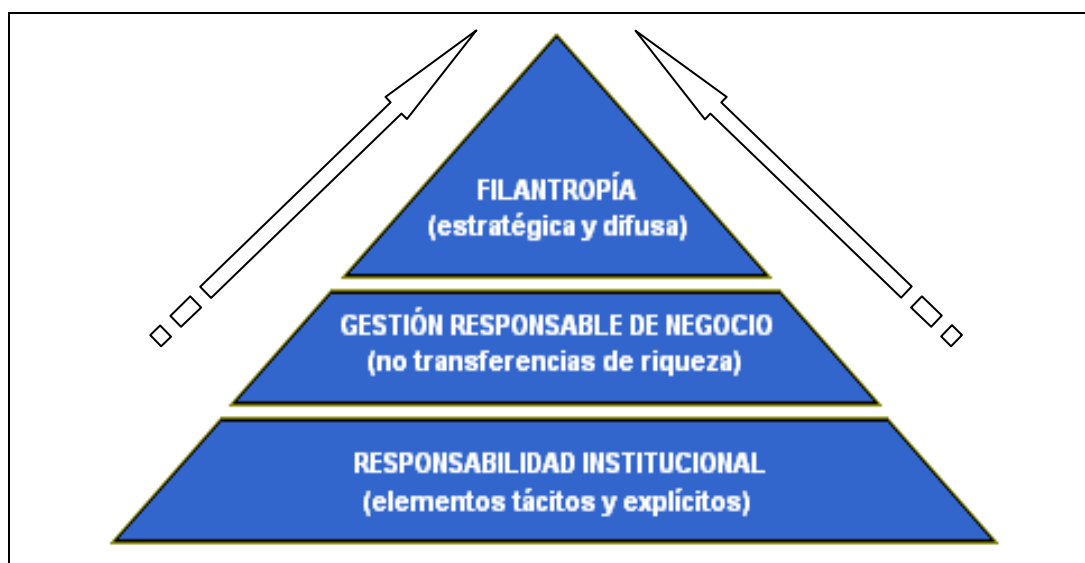 FILANTROPÍA
(estratégica y difusa)
GESTIÓN RESPONSABLE DE NEGOCIO
(no transferencias de riqueza)
RESPONSABILIDAD INSTITUCIONAL
(elementos tácitos y explícitos)